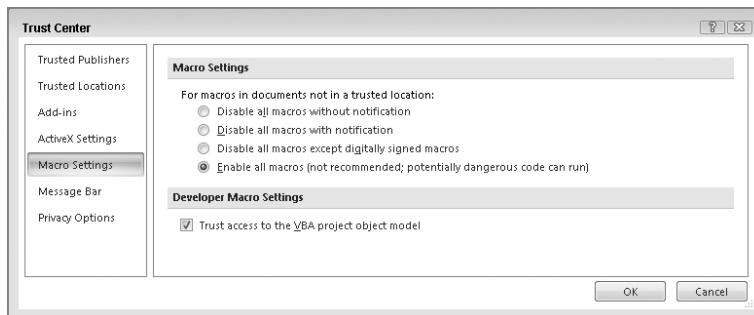 Trust Center
Trusted Publishers
Trusted Locations
Add-ins
ActiveX Settings
Macro Settings
Message Bar
Privacy Options
Macro Settings
For macros in documents not in a trusted location:
Disable all macros without notification
Disable all macros with notification
Disable all macros except digitally signed macros
Enable all macros (not recommended; potentially dangerous code can run)
Developer Macro Settings
Trust access to the VBA project object model
OK Cancel